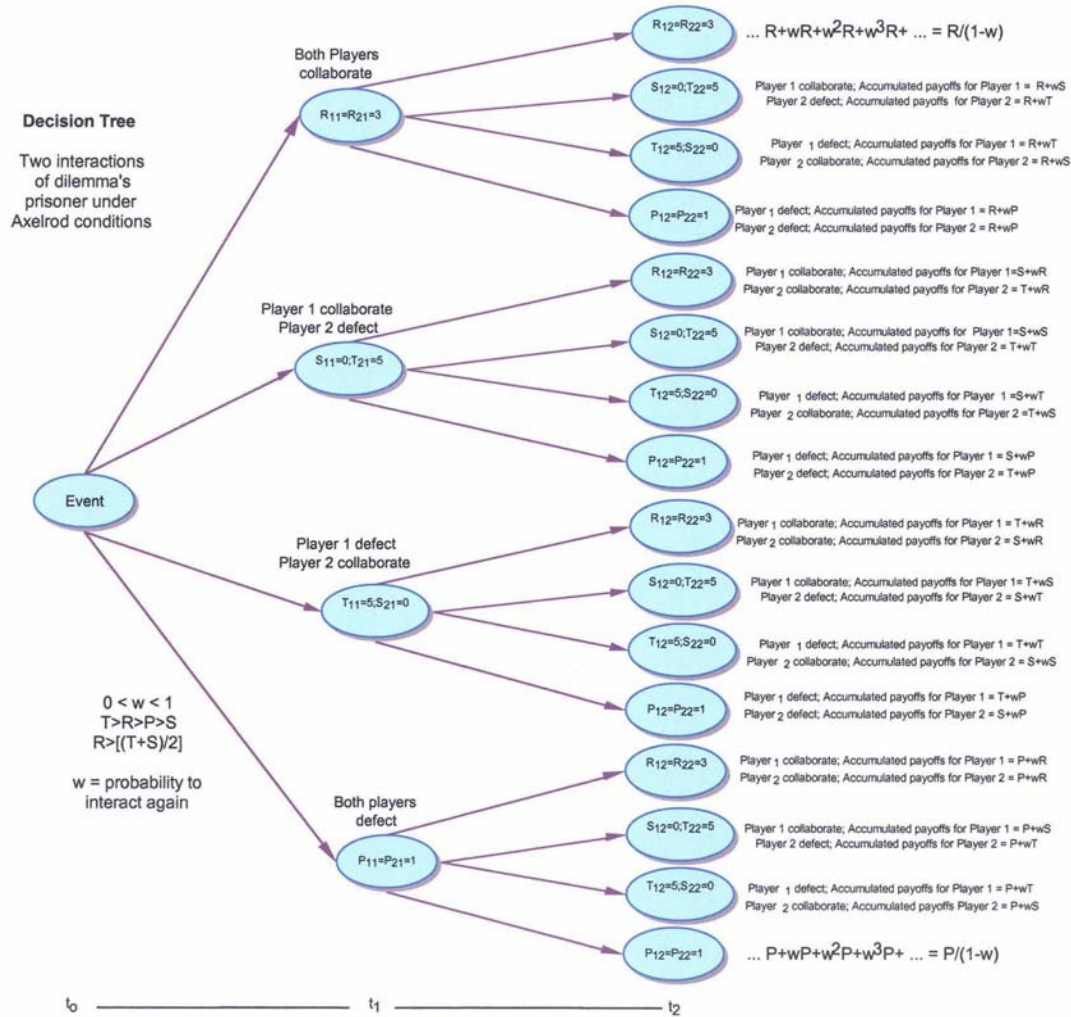 R12=R22=3
... R+wR+w²R+w³R+ ... = R/(1-w)
Both Players
collaborate
R11=R21=3
S12=0;T22=5
Player 1 collaborate; Accumulated payoffs for Player 1 = R+wS
Player 2 defect; Accumulated payoffs for Player 2 = R+wT
Decision Tree
Two interactions
of dilemma's
prisoner under
Axelrod conditions
T12=5;S22=0
Player 1 defect; Accumulated payoffs for Player 1 = R+wT
Player 2 collaborate; Accumulated payoffs for Player 2 = R+wS
P12=P22=1
Player 1 defect; Accumulated payoffs for Player 1 = R+wP
Player 2 defect; Accumulated payoffs for Player 2 = R+wP
R12=R22=3
Player 1 collaborate; Accumulated payoffs for Player 1=S+wR
Player 2 collaborate; Accumulated payoffs for Player 2 = T+wR
Player 1 collaborate
Player 2 defect
S11=0;T21=5
S12=0;T22=5
Player 1 collaborate; Accumulated payoffs for Player 1=S+wS
Player 2 defect; Accumulated payoffs for Player 2 = T+wT
T12=5;S22=0
Player 1 defect; Accumulated payoffs for Player 1 =S+wT
Player 2 collaborate; Accumulated payoffs for Player 2 =T+wS
P12=P22=1
Player 1 defect; Accumulated payoffs for Player 1 = S+wP
Player 2 defect; Accumulated payoffs for Player 2 = T+wP
Event
R12=R22=3
Player 1 collaborate; Accumulated payoffs for Player 1 = T+wR
Player 2 collaborate; Accumulated payoffs for Player 2 = S+wR
Player 1 defect
Player 2 collaborate
T11=5;S21=0
S12=0;T22=5
Player 1 collaborate; Accumulated payoffs for Player 1= T+wS
Player 2 defect; Accumulated payoffs for Player 2 = S+wT
T12=5;S22=0
Player 1 defect; Accumulated payoffs for Player 1 = T+wT
Player 2 collaborate; Accumulated payoffs for Player 2 = S+wS
P12=P22=1
Player 1 defect; Accumulated payoffs for Player 1 = T+wP
Player 2 defect; Accumulated payoffs for Player 2 = S+wP
0 < w < 1
T>R>P>S
R>[(T+S)/2]
w = probability to
interact again
R12=R22=3
Player 1 collaborate; Accumulated payoffs for Player 1 = P+wR
Player 2 collaborate; Accumulated payoffs for Player 2 = P+wR
Both players
defect
P11=P21=1
S12=0;T22=5
Player 1 collaborate; Accumulated payoffs for Player 1 = P+wS
Player 2 defect; Accumulated payoffs for Player 2 = P+wT
T12=5;S22=0
Player 1 defect; Accumulated payoffs for Player 1 = P+wT
Player 2 collaborate; Accumulated payoffs Player 2 = P+wS
P12=P22=1
... P+wP+w²P+w³P+ ... = P/(1-w)
t0 t1 t2